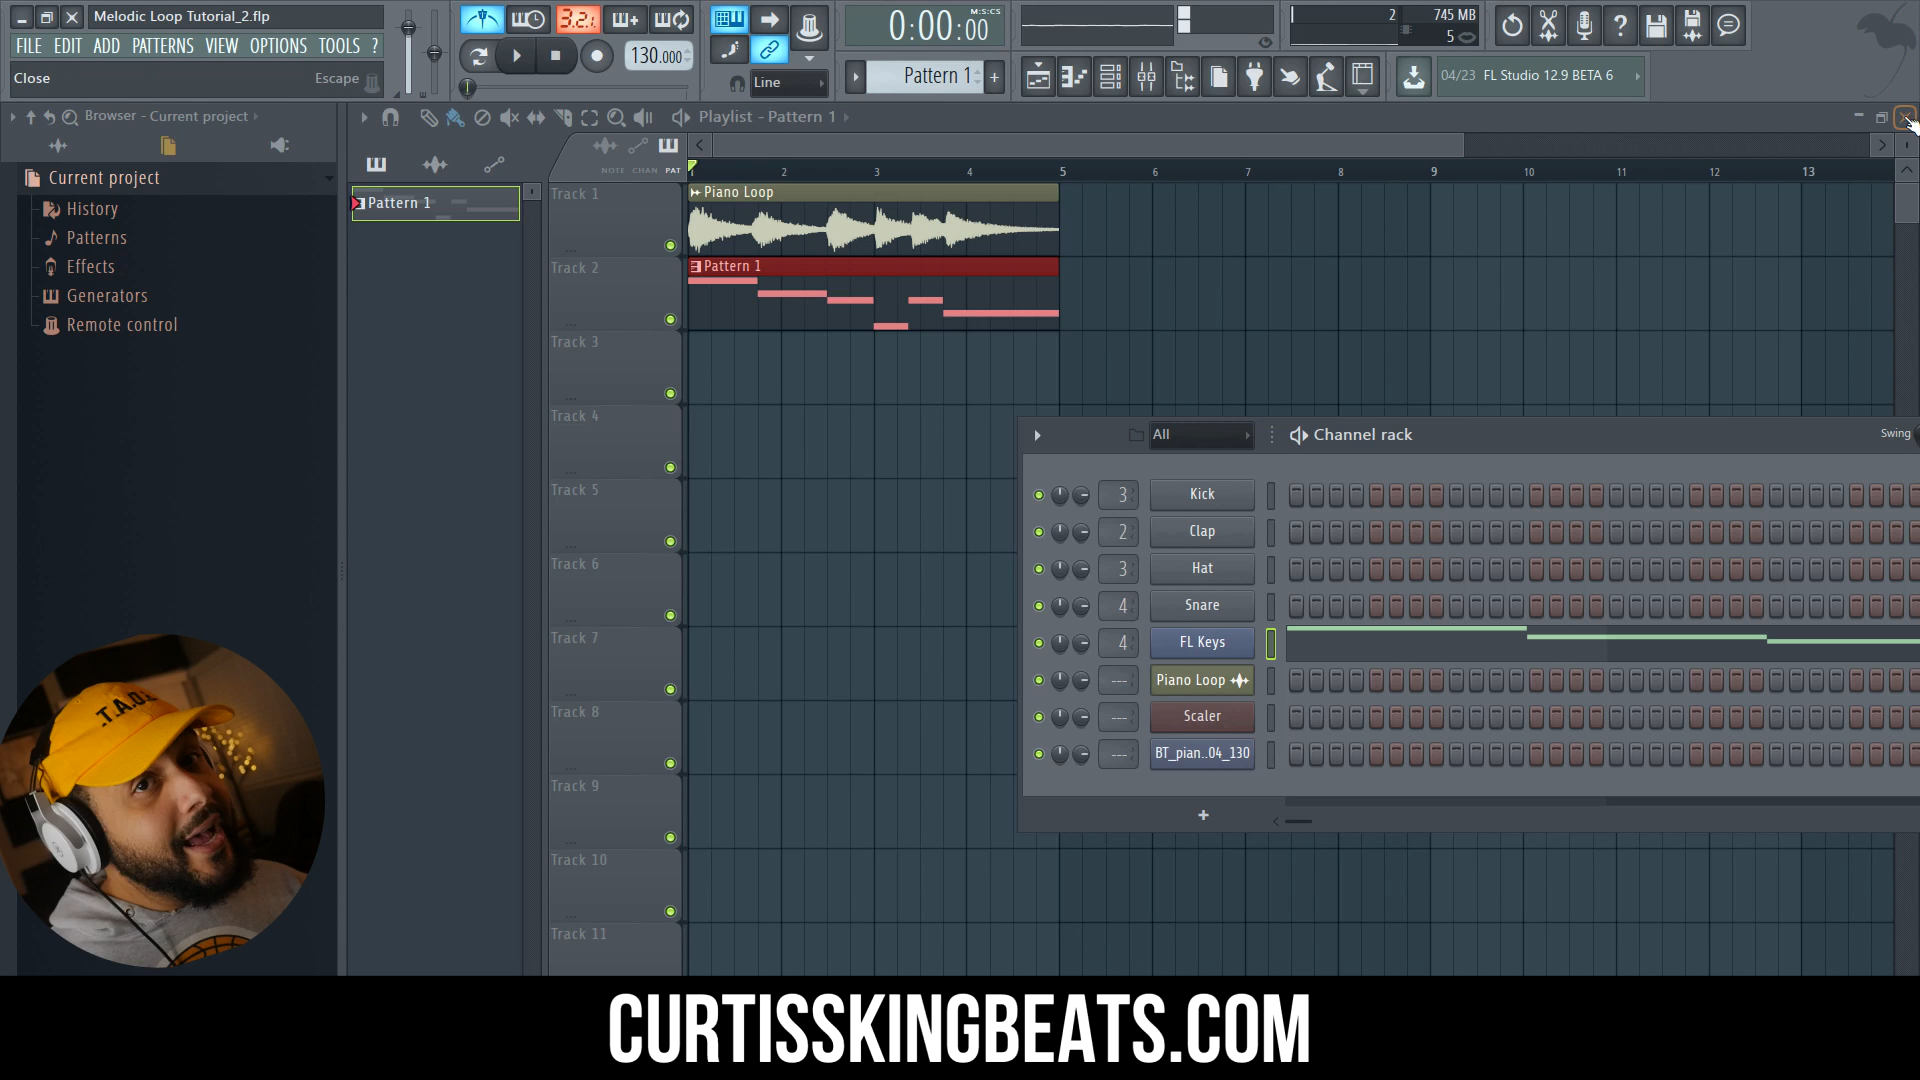 Melodic Loop Tutorial_2.flp
FILE EDIT ADD PATTERNS VIEW OPTIONS TOOLS ?
Close Escape
3.2.
130.000
Line
0:00:00
M:S:CS
Pattern 1
+
2
745 MB
5
?
04/23 FL Studio 12.9 BETA 6
Browser - Current project
Current project
History
Patterns
Effects
Generators
Remote control
Playlist - Pattern 1
NOTE CHAN PAT
2 3 4 5 6 7 8 9 10 11 12 13
Pattern 1
Track 1
Piano Loop
Track 2
Pattern 1
Track 3
Track 4
Track 5
Track 6
Track 7
Track 8
Track 9
Track 10
Track 11
All
Channel rack
Swing
3 Kick
2 Clap
3 Hat
4 Snare
4 FL Keys
--- Piano Loop
--- Scaler
--- BT_pian..04_130
+
T.A.D.E
CURTISSKINGBEATS.COM